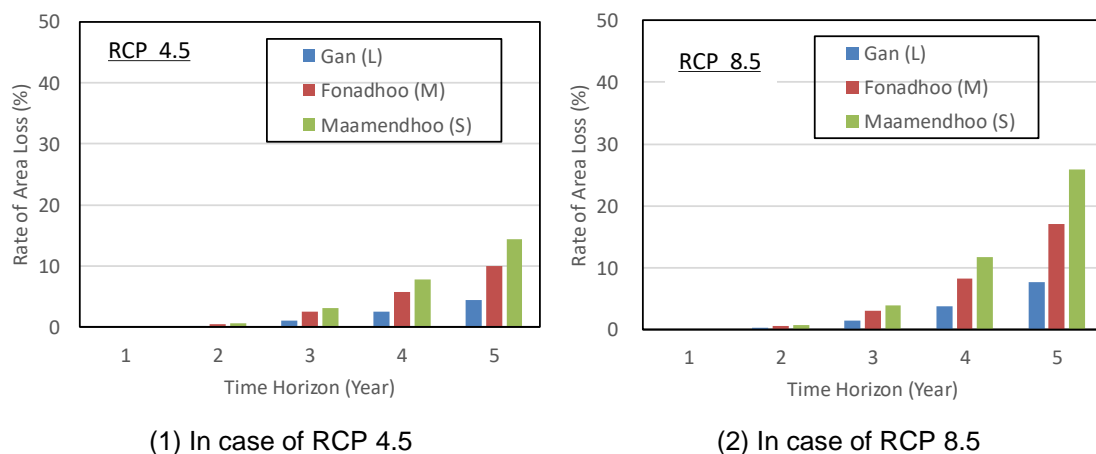 50
40
30
20
10
0
Rate of Area Loss (%)
RCP 4.5
Gan (L)
Fonadhoo (M)
Maamendhoo (S)
1 2 3 4 5
Time Horizon (Year)
(1) In case of RCP 4.5
50
40
30
20
10
0
Rate of Area Loss (%)
RCP 8.5
Gan (L)
Fonadhoo (M)
Maamendhoo (S)
1 2 3 4 5
Time Horizon (Year)
(2) In case of RCP 8.5